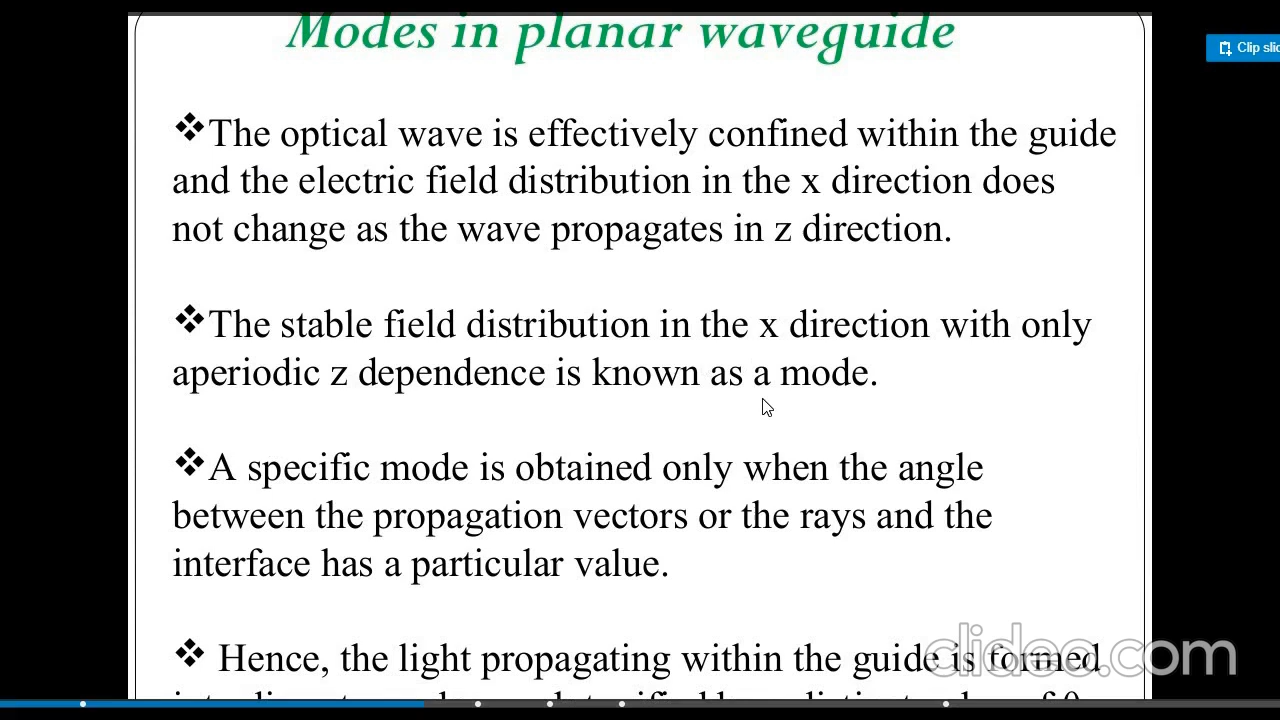 Modes in planar waveguide
Clip
❖The optical wave is effectively confined within the guide
and the electric field distribution in the x direction does
not change as the wave propagates in z direction.
❖The stable field distribution in the x direction with only
aperiodic z dependence is known as a mode.
❖A specific mode is obtained only when the angle
between the propagation vectors or the rays and the
interface has a particular value.
❖ Hence, the light propagating within the guide is formed
clideo.com